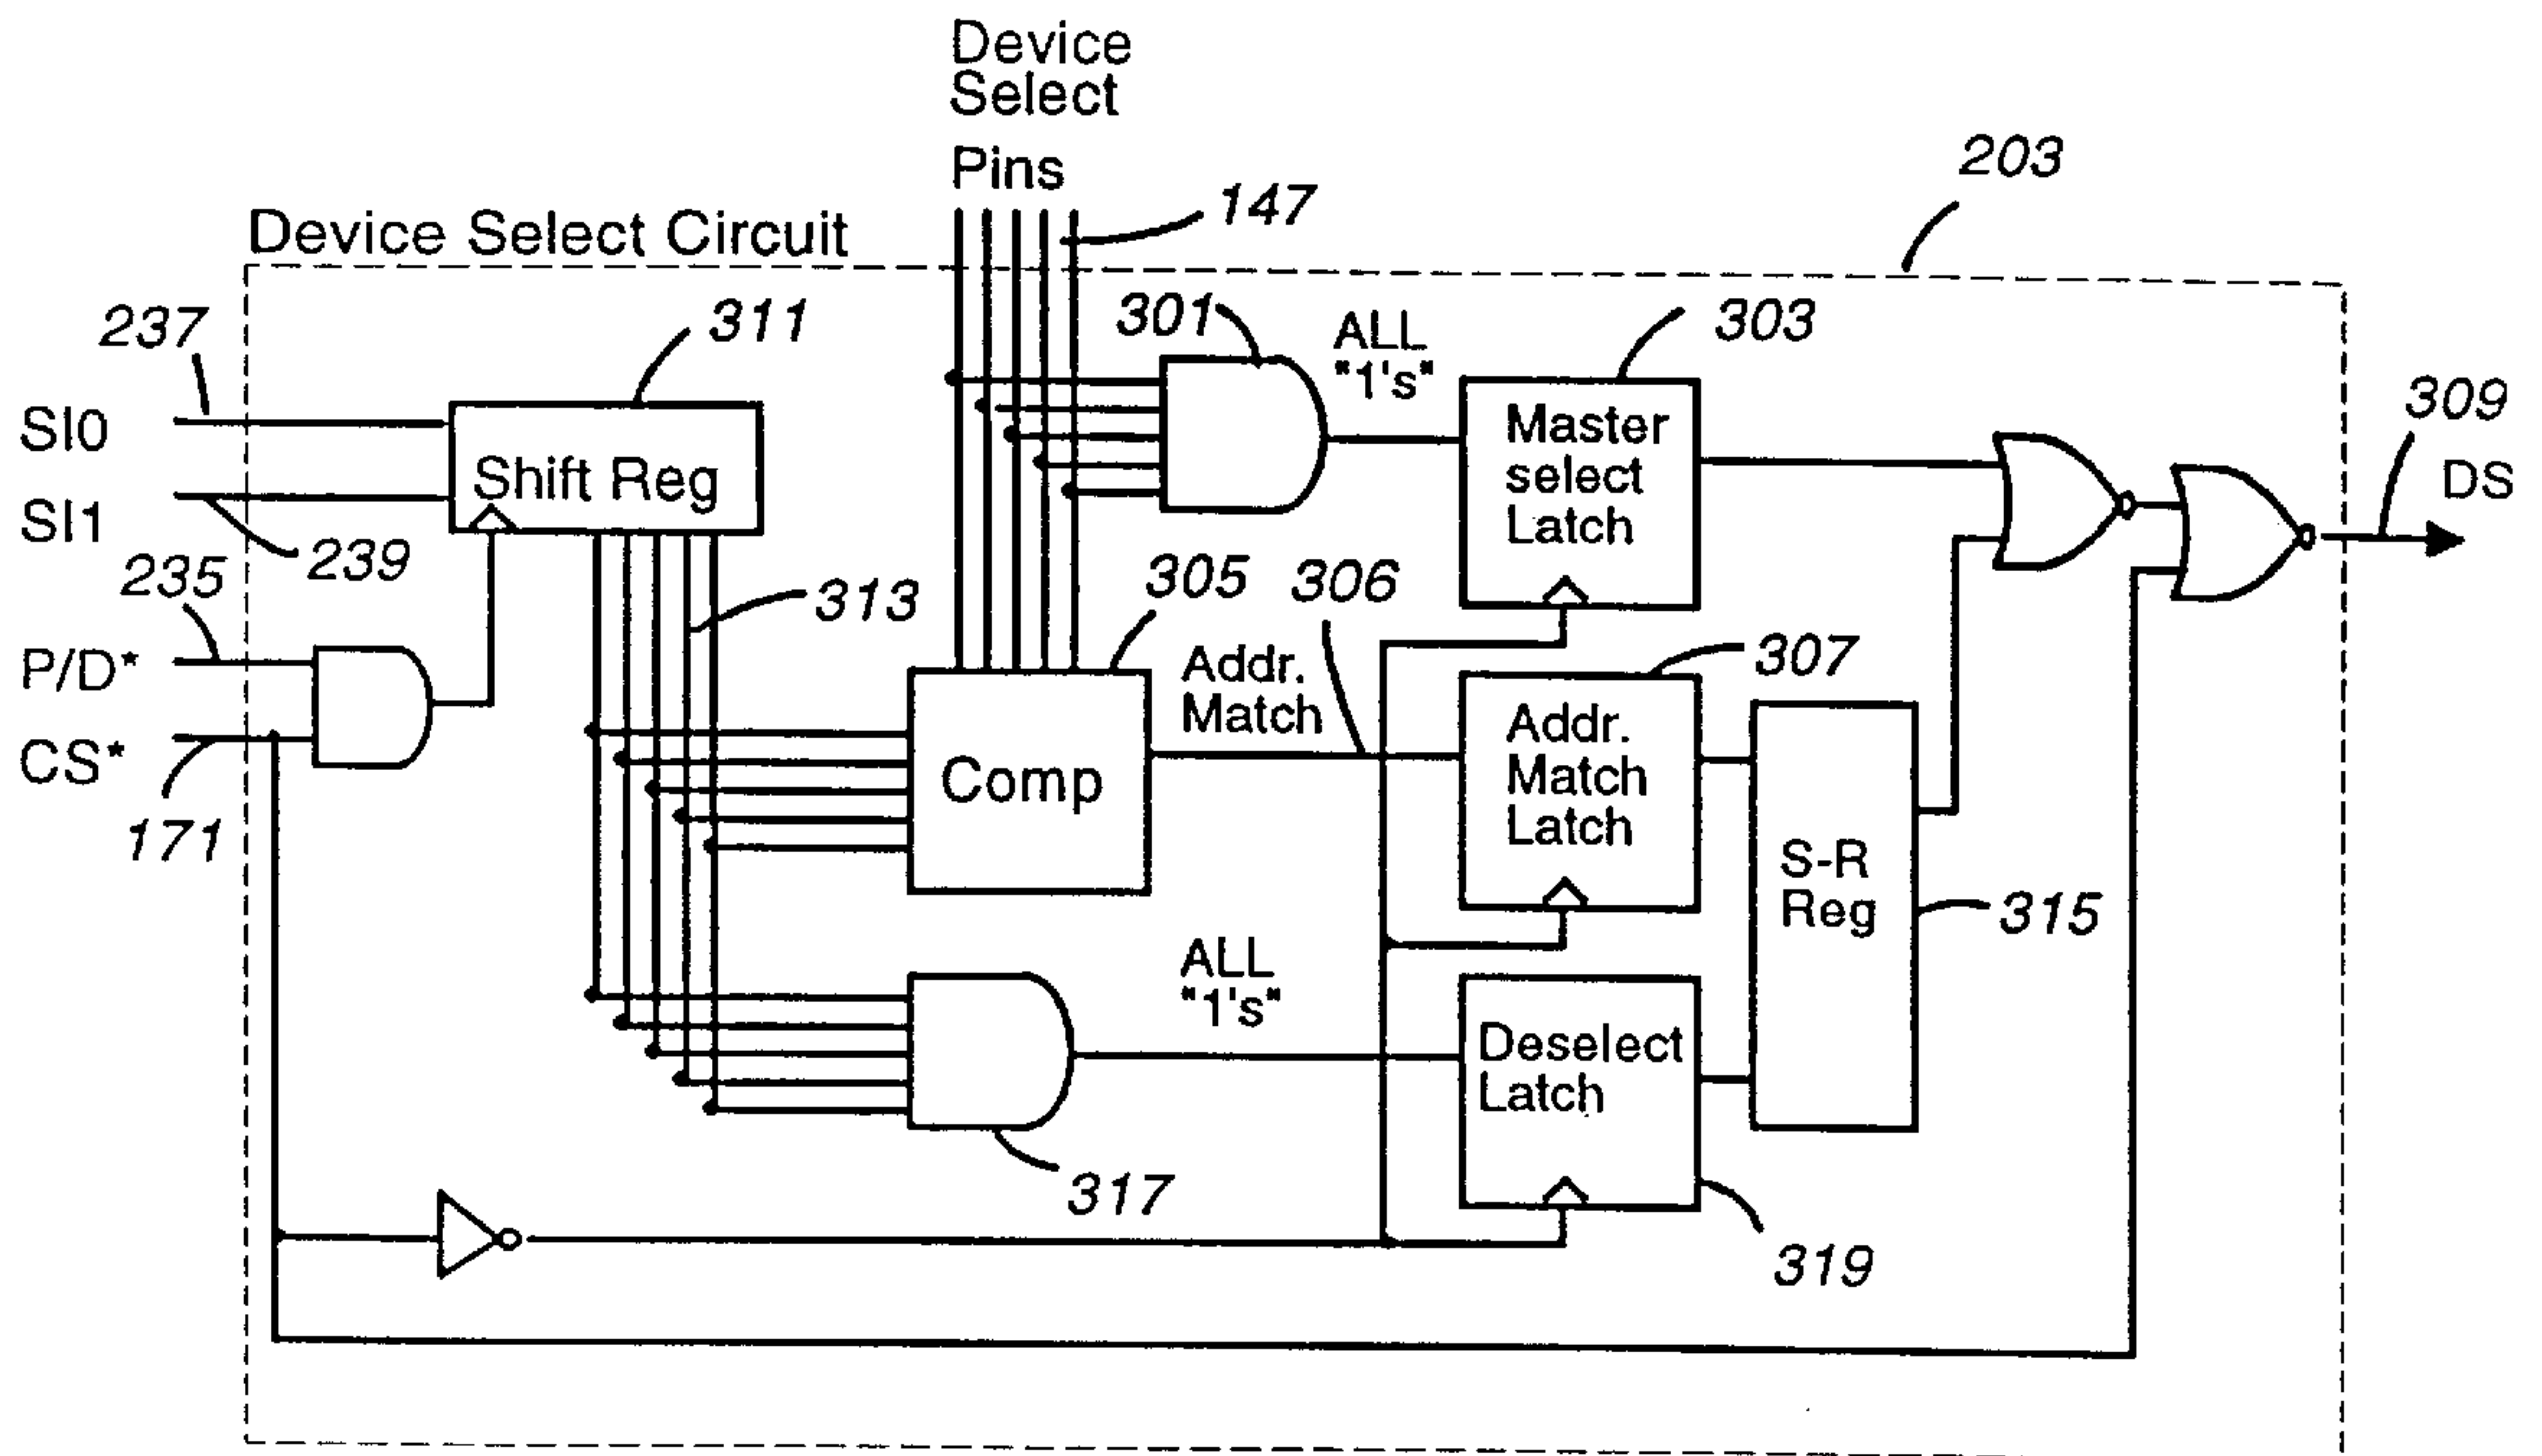 Device
Select
Pins
147
203
Device Select Circuit
237
311
301
ALL
"1's"
303
309
SI0
Shift Reg
Master
select
Latch
DS
SI1
239
235
313
305
306
P/D*
Addr.
Match
307
CS*
171
Comp
Addr.
Match
Latch
S-R
Reg
315
ALL
"1's"
Deselect
Latch
317
319